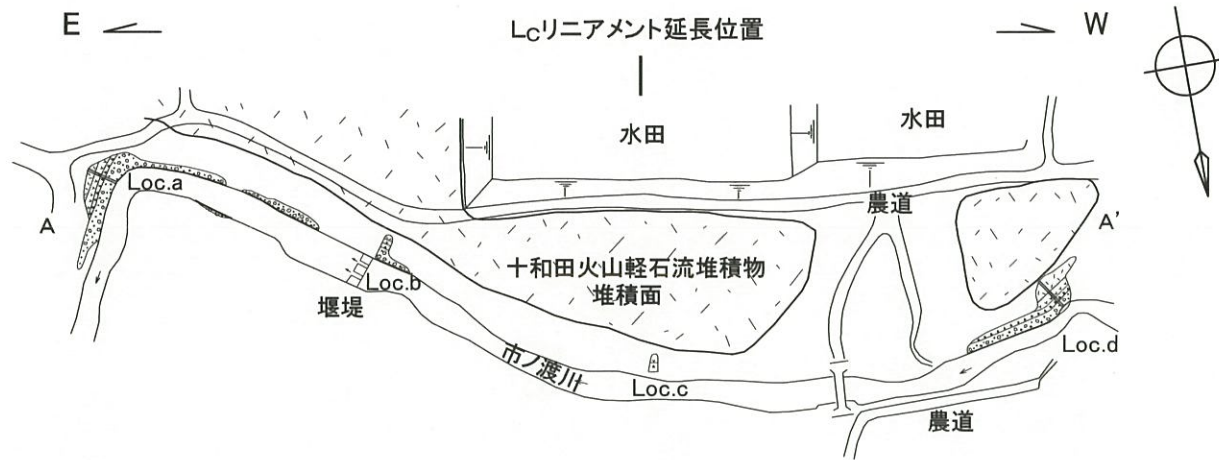 E
LCリニアメント延長位置
W
水田
水田
Loc.a
A
農道
A'
十和田火山軽石流堆積物
堆積面
Loc.b
堰堤
市ノ渡川
Loc.c
Loc.d
農道